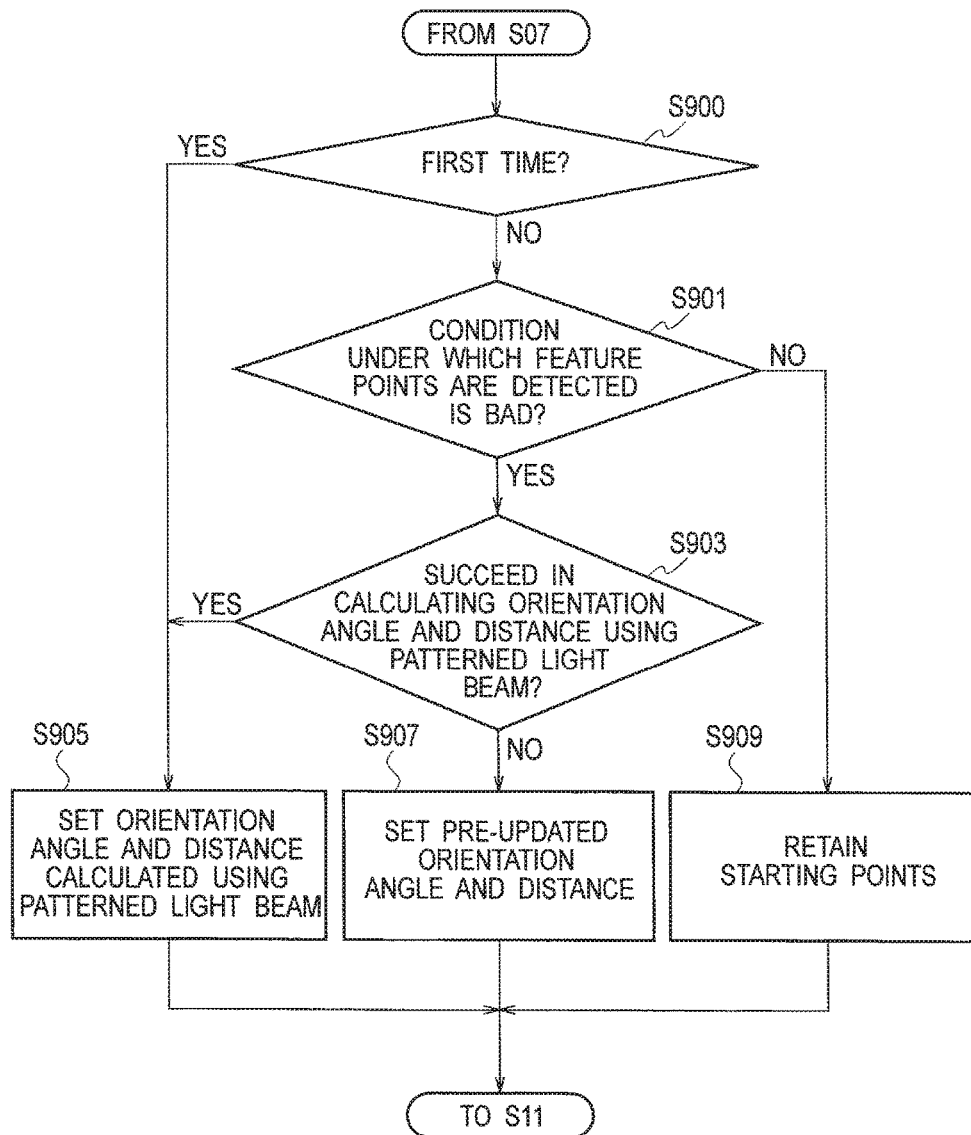 FROM S07
S900
YES
FIRST TIME?
NO
S901
CONDITION
UNDER WHICH FEATURE
POINTS ARE DETECTED
IS BAD?
NO
YES
S903
SUCCEED IN
CALCULATING ORIENTATION
ANGLE AND DISTANCE USING
PATTERNED LIGHT
BEAM?
YES
NO
S905
SET ORIENTATION
ANGLE AND DISTANCE
CALCULATED USING
PATTERNED LIGHT BEAM
S907
SET PRE-UPDATED
ORIENTATION
ANGLE AND DISTANCE
S909
RETAIN
STARTING POINTS
TO S11